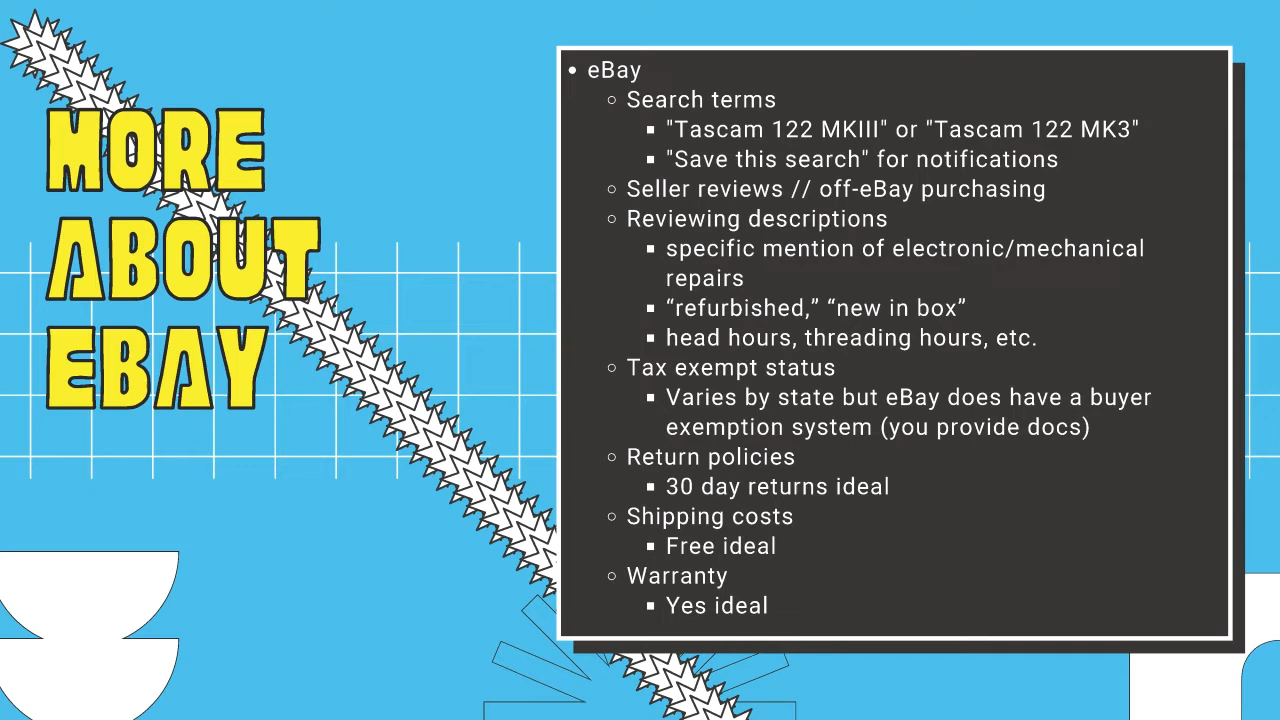 MORE
ABOUT
EBAY
eBay
Search terms
"Tascam 122 MKIII" or "Tascam 122 MK3"
"Save this search" for notifications
Seller reviews // off-eBay purchasing
Reviewing descriptions
specific mention of electronic/mechanical
repairs
“refurbished,” “new in box”
head hours, threading hours, etc.
Tax exempt status
Varies by state but eBay does have a buyer
exemption system (you provide docs)
Return policies
30 day returns ideal
Shipping costs
Free ideal
Warranty
Yes ideal